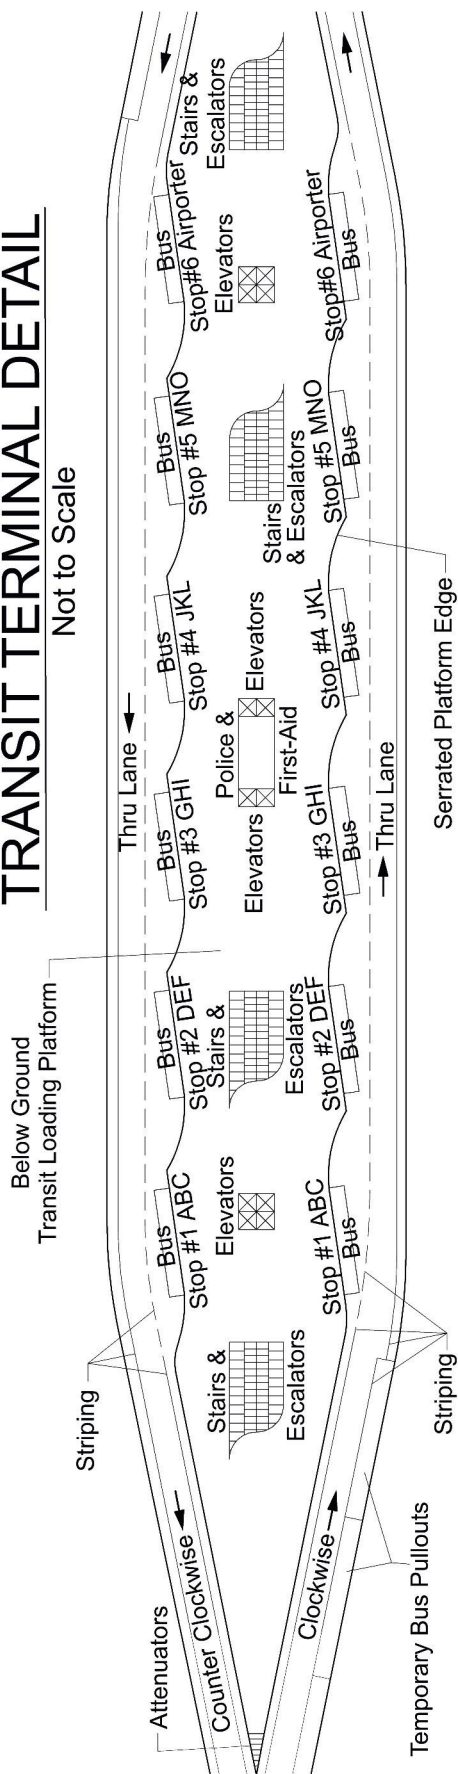 TRANSIT TERMINAL DETAIL
Not to Scale
Below Ground
Transit Loading Platform
Striping
Attenuators
Counter Clockwise
Thru Lane
Bus
Stop #1 ABC
Bus
Stop #2 DEF
Bus
Stop #3 GHI
Bus
Stop #4 JKL
Bus
Stop #5 MNO
Bus
Stop#6 Airporter
Stairs &
Escalators
Elevators
Stairs &
Escalators
Elevators
Police &
First-Aid
Elevators
Stairs
& Escalators
Elevators
Stairs &
Escalators
Clockwise
Stop #1 ABC
Bus
Stop #2 DEF
Bus
Stop #3 GHI
Bus
Stop #4 JKL
Bus
Stop #5 MNO
Bus
Stop#6 Airporter
Bus
Thru Lane
Temporary Bus Pullouts
Striping
Serrated Platform Edge